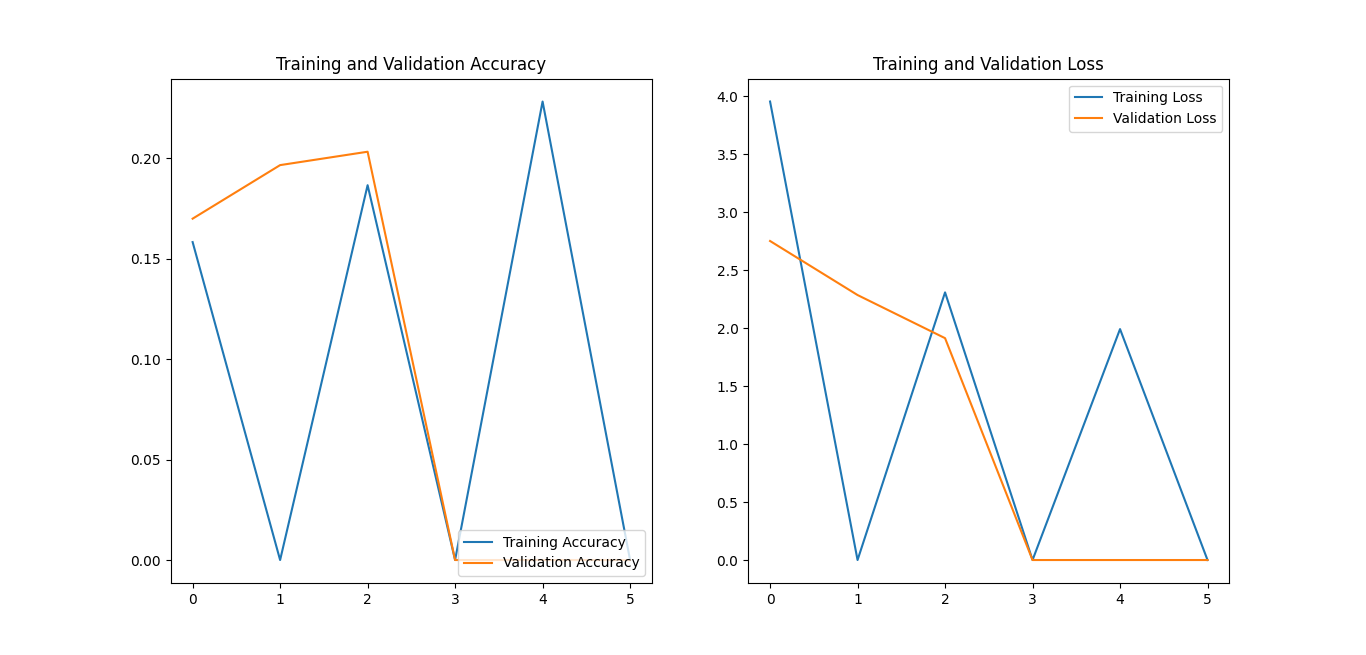 Training and Validation Accuracy
0.20
0.15
0.10
0.05
0.00
0 1 2 3 4 5
Training Accuracy
Validation Accuracy
Training and Validation Loss
4.0
3.5
3.0
2.5
2.0
1.5
1.0
0.5
0.0
0 1 2 3 4 5
Training Loss
Validation Loss